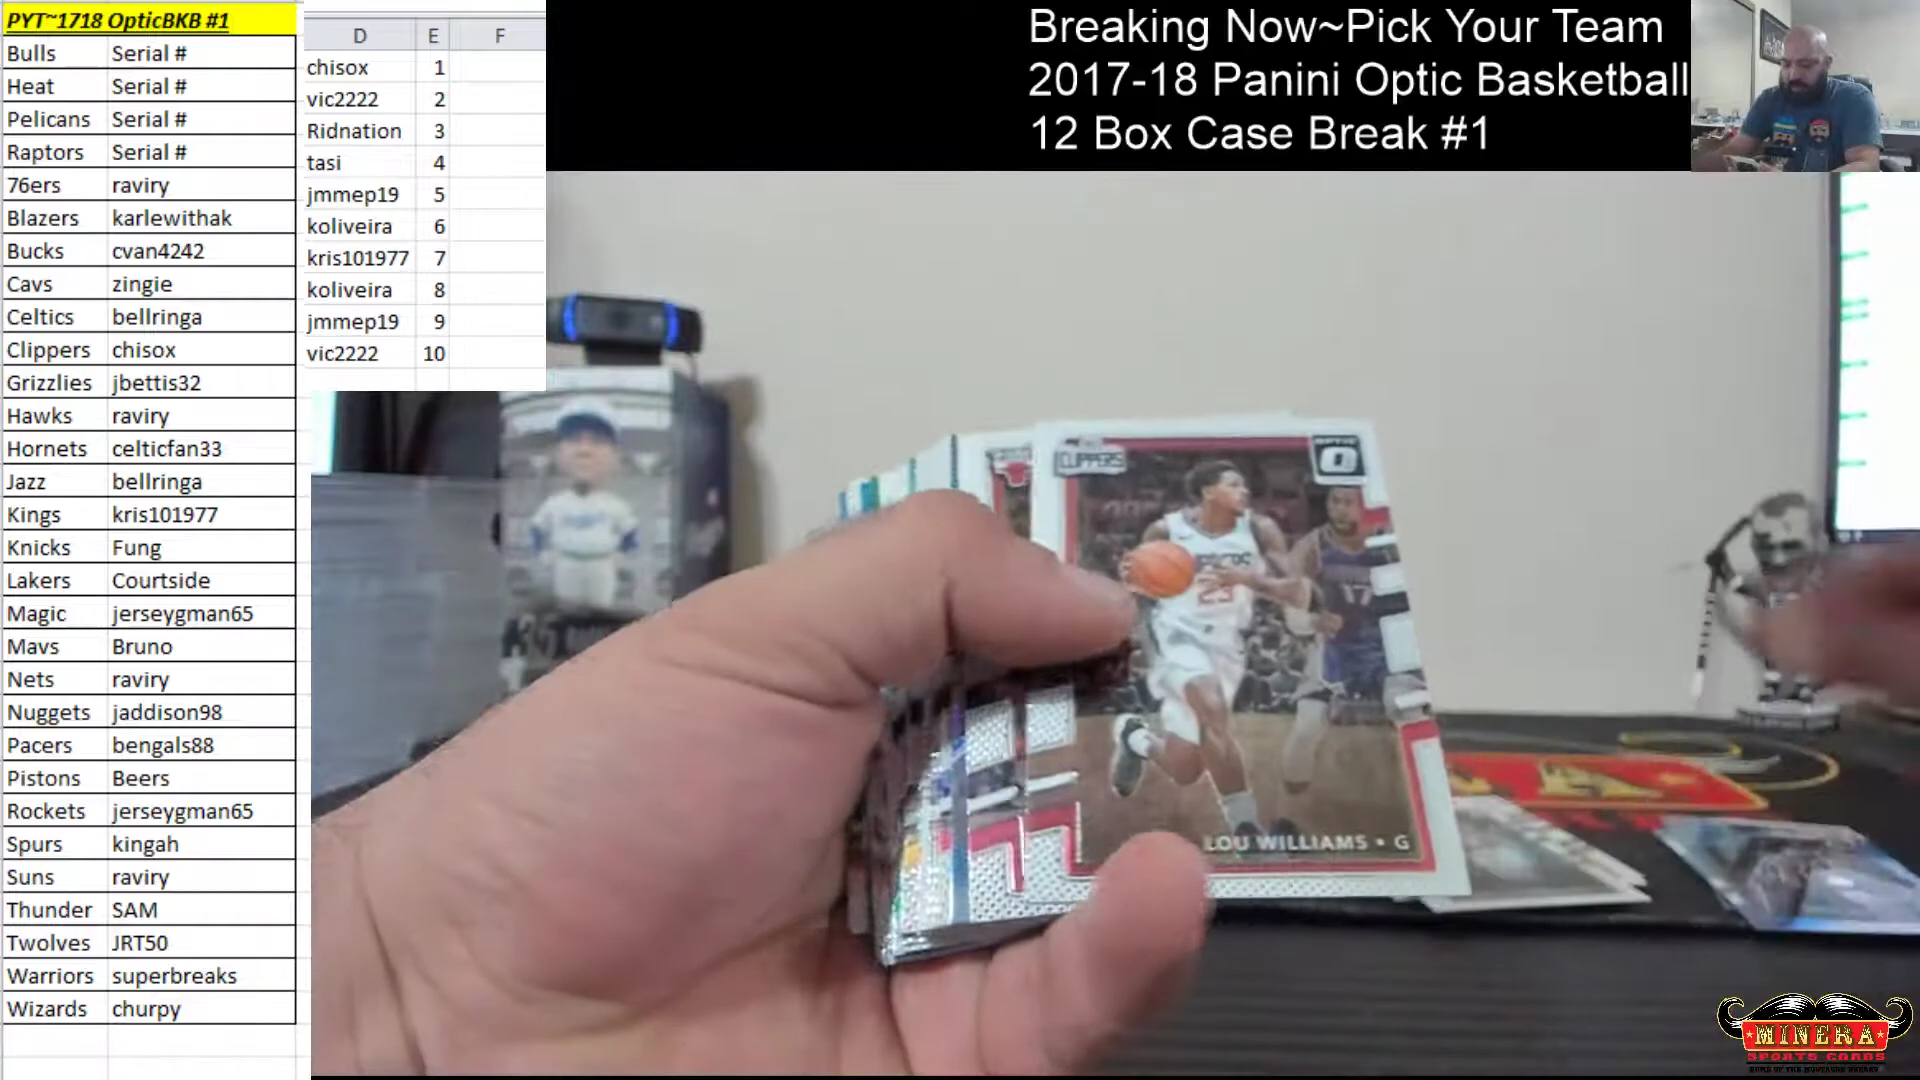 PYT~1718 OpticBKB #1
Bulls Serial #
Heat Serial #
Pelicans Serial #
Raptors Serial #
76ers raviry
Blazers karlewithak
Bucks cvan4242
Cavs zingie
Celtics bellringa
Clippers chisox
Grizzlies jbettis32
Hawks raviry
Hornets celticfan33
Jazz bellringa
Kings kris101977
Knicks Fung
Lakers Courtside
Magic jerseygman65
Mavs Bruno
Nets raviry
Nuggets jaddison98
Pacers bengals88
Pistons Beers
Rockets jerseygman65
Spurs kingah
Suns raviry
Thunder SAM
Twolves JRT50
Warriors superbreaks
Wizards churpy
D E F
chisox 1
vic2222 2
Ridnation 3
tasi 4
jmmep19 5
koliveira 6
kris101977 7
koliveira 8
jmmep19 9
vic2222 10
Breaking Now~Pick Your Team
2017-18 Panini Optic Basketball
12 Box Case Break #1
CLIPPERS
OPTIC
23
17
LOU WILLIAMS • G
35
MINERA
SPORTS CARDS